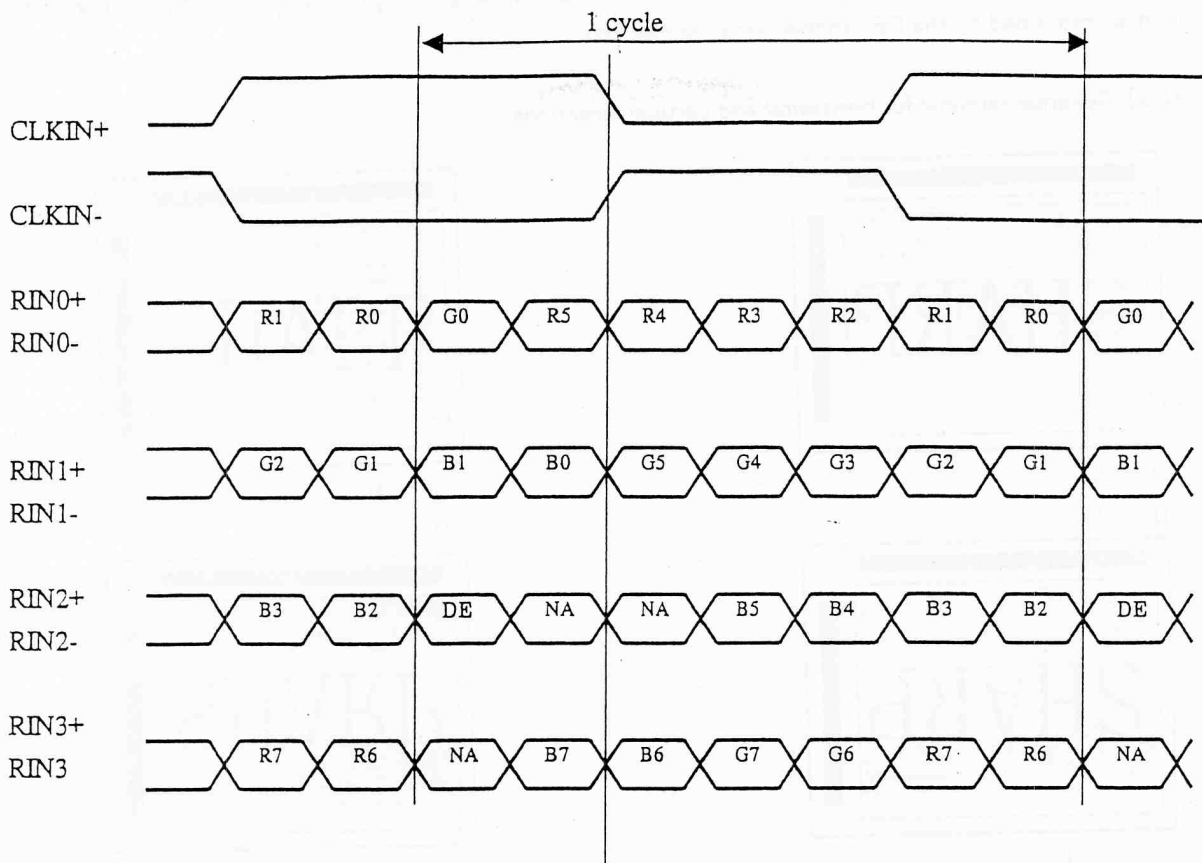 1 cycle
CLKIN+
CLKIN-
RIN0+
RIN0-
R1 R0 G0 R5 R4 R3 R2 R1 R0 G0
RIN1+
RIN1-
G2 G1 B1 B0 G5 G4 G3 G2 G1 B1
RIN2+
RIN2-
B3 B2 DE NA NA B5 B4 B3 B2 DE
RIN3+
RIN3
R7 R6 NA B7 B6 G7 G6 R7 R6 NA